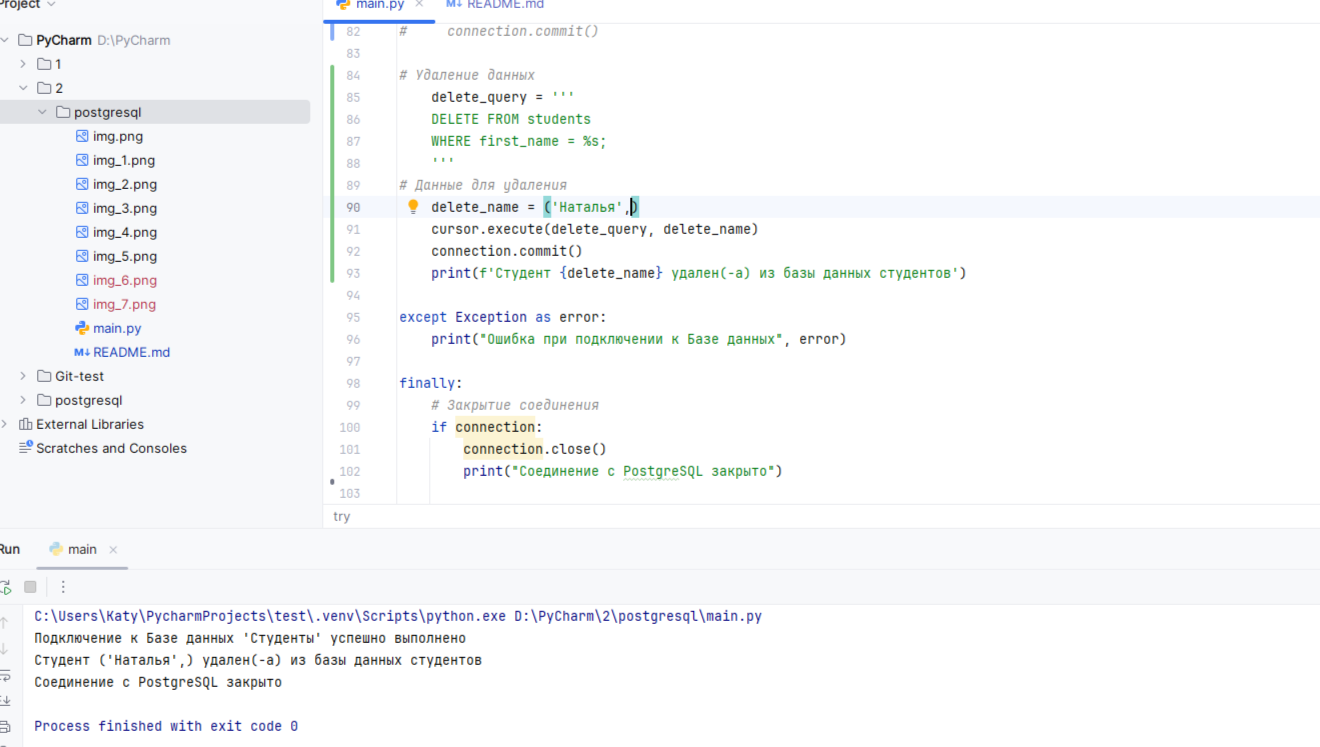 Project
main.py
README.md
PyCharm D:\PyCharm
1
2
postgresql
img.png
img_1.png
img_2.png
img_3.png
img_4.png
img_5.png
img_6.png
img_7.png
main.py
README.md
Git-test
postgresql
External Libraries
Scratches and Consoles
82 #     connection.commit()
83
84 # Удаление данных
85     delete_query = '''
86     DELETE FROM students
87     WHERE first_name = %s;
88     '''
89 # Данные для удаления
90     delete_name = ('Наталья',)
91     cursor.execute(delete_query, delete_name)
92     connection.commit()
93     print(f'Студент {delete_name} удален(-а) из базы данных студентов')
94
95 except Exception as error:
96     print("Ошибка при подключении к Базе данных", error)
97
98 finally:
99     # Закрытие соединения
100     if connection:
101         connection.close()
102         print("Соединение с PostgreSQL закрыто")
103
try
Run
main
C:\Users\Katy\PycharmProjects\test\.venv\Scripts\python.exe D:\PyCharm\2\postgresql\main.py
Подключение к Базе данных 'Студенты' успешно выполнено
Студент ('Наталья',) удален(-а) из базы данных студентов
Соединение с PostgreSQL закрыто
Process finished with exit code 0